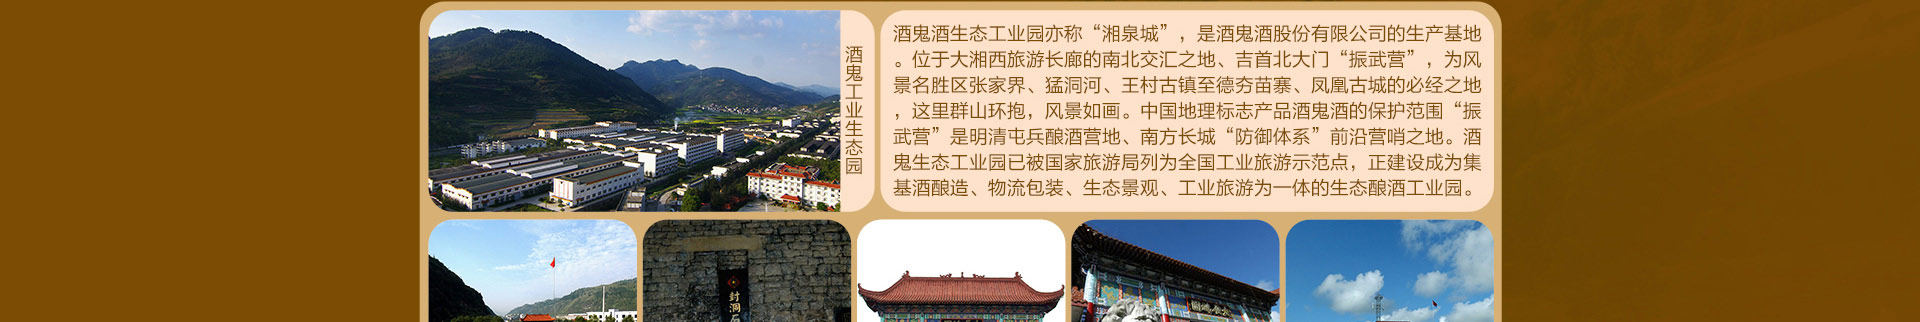 酒鬼工业生态园
酒鬼酒生态工业园亦称“湘泉城”，是酒鬼酒股份有限公司的生产基地
。位于大湘西旅游长廊的南北交汇之地、吉首北大门“振武营”，为风
景名胜区张家界、猛洞河、王村古镇至德夯苗寨、凤凰古城的必经之地
，这里群山环抱，风景如画。中国地理标志产品酒鬼酒的保护范围“振
武营”是明清屯兵酿酒营地、南方长城“防御体系”前沿营哨之地。酒
鬼生态工业园已被国家旅游局列为全国工业旅游示范点，正建设成为集
基酒酿造、物流包装、生态景观、工业旅游为一体的生态酿酒工业园。
封洞石